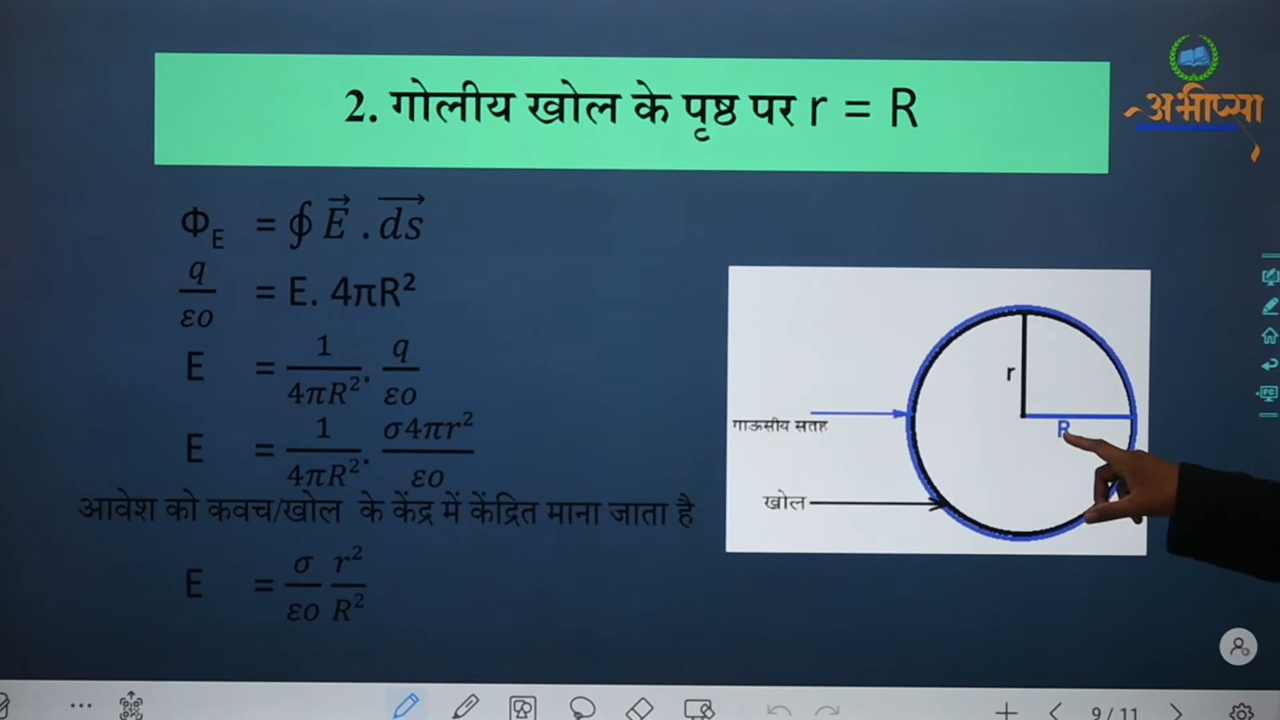 अभीप्सा
2. गोलीय खोल के पृष्ठ पर r = R
Φ_E = ∮ E⃗ . d⃗s
q/εo = E. 4πR²
E = 1/4πR² . q/εo
E = 1/4πR² . σ4πr²/εo
आवेश को कवच/खोल के केंद्र में केंद्रित माना जाता है
E = σ/εo r²/R²
r
R
गाऊसीय सतह
खोल
9 / 11